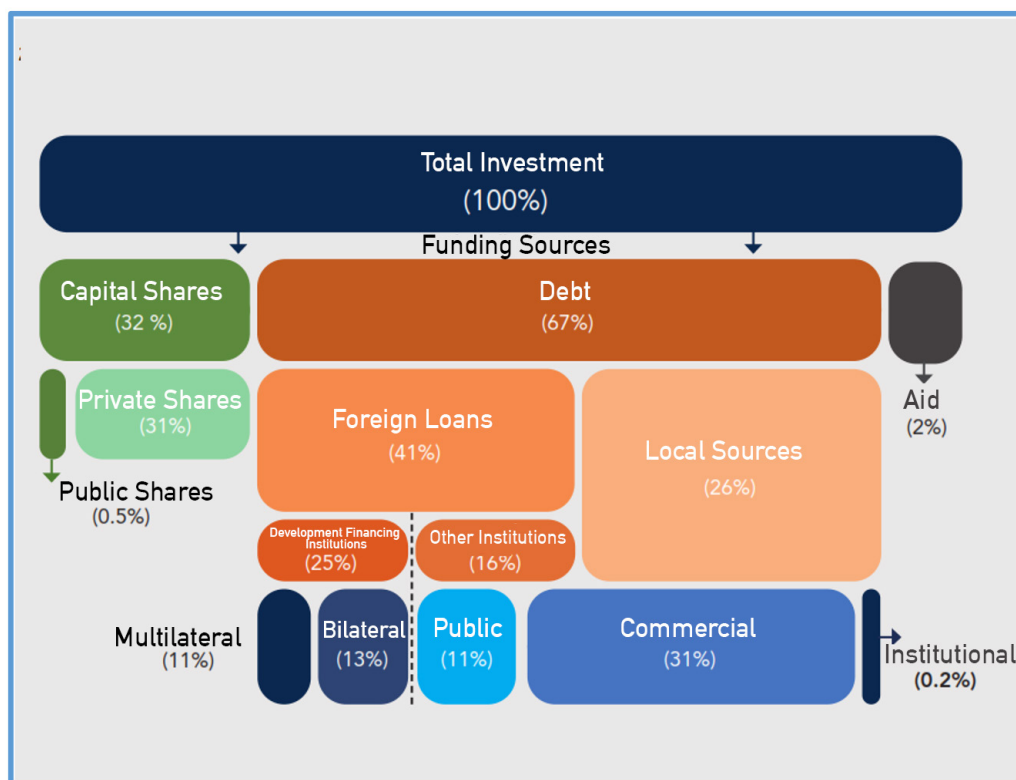 Total Investment
(100%)
Funding Sources
Capital Shares
(32 %)
Debt
(67%)
Private Shares
(31%)
Foreign Loans
(41%)
Local Sources
(26%)
Aid
(2%)
Public Shares
(0.5%)
Development Financing
Institutions
(25%)
Other Institutions
(16%)
Multilateral
(11%)
Bilateral
(13%)
Public
(11%)
Commercial
(31%)
Institutional
(0.2%)